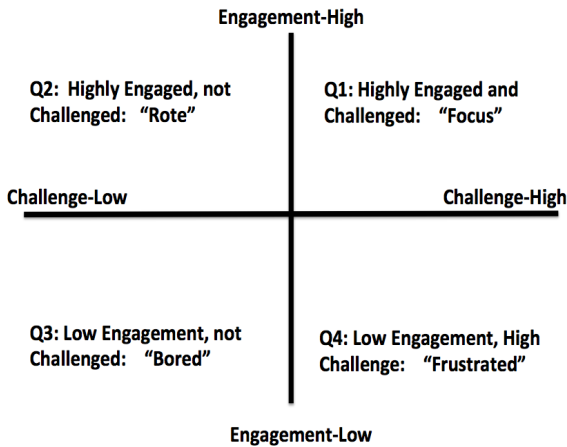 Engagement-High
Q2:  Highly Engaged, not
Challenged:   “Rote”
Q1: Highly Engaged and
Challenged:   “Focus”
Challenge-Low
Challenge-High
Q3: Low Engagement, not
Challenged:   “Bored”
Q4: Low Engagement, High
Challenge:   “Frustrated”
Engagement-Low